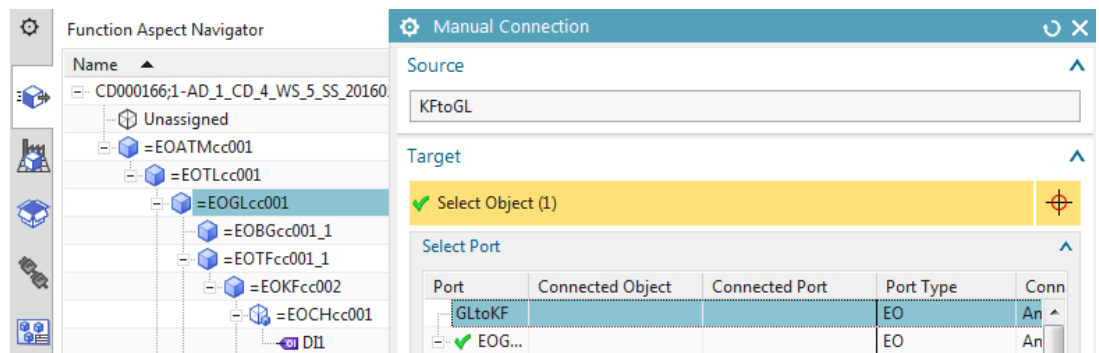 Function Aspect Navigator
Name
CD000166;1-AD_1_CD_4_WS_5_SS_20160
Unassigned
=EOATMcc001
=EOTLcc001
=EOGLcc001
=EOBGcc001_1
=EOTFcc001_1
=EOKFcc002
=EOCHcc001
DI1
Manual Connection
Source
KFtoGL
Target
Select Object (1)
Select Port
Port Connected Object Connected Port Port Type Conn
GLtoKF EO An
EOG... EO An